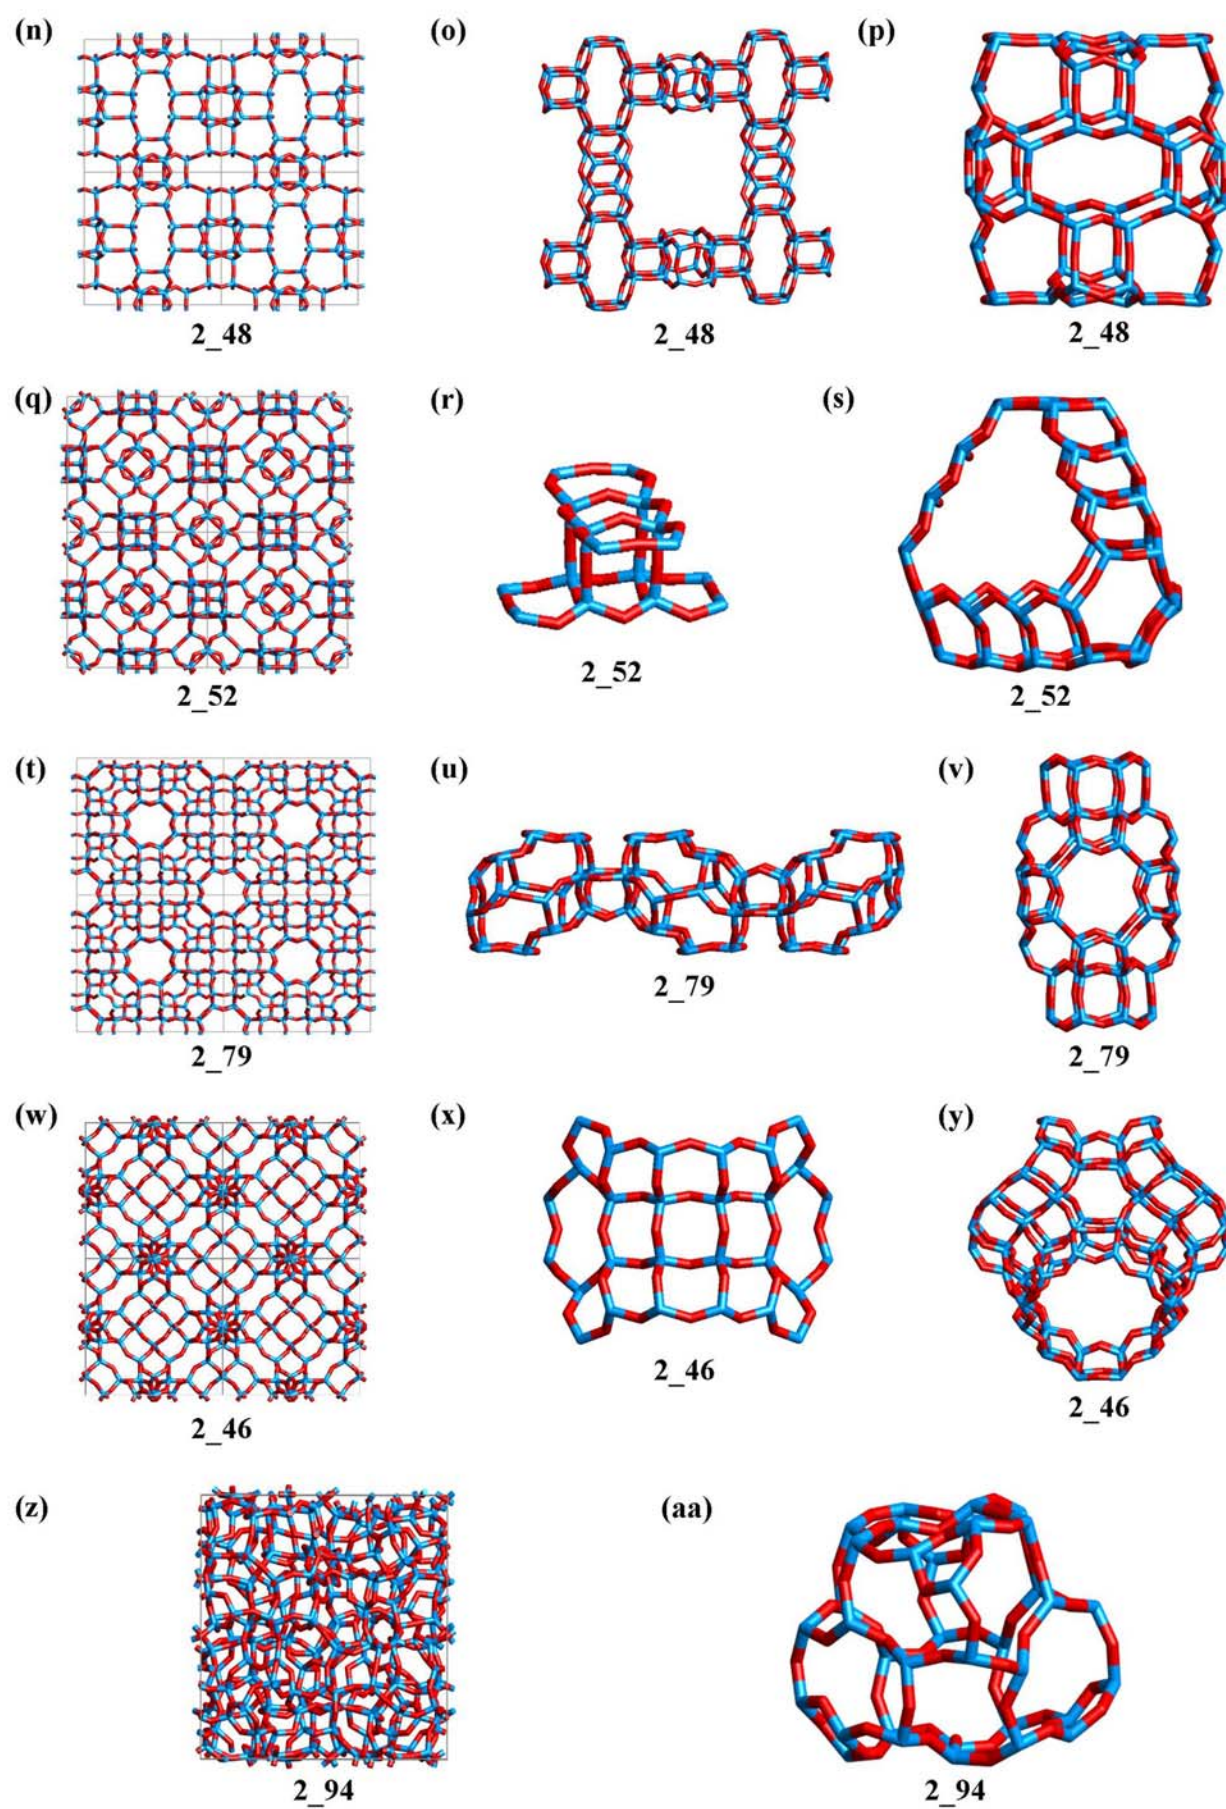 (n) (o) (p)
2_48 2_48 2_48
(q) (r) (s)
2_52 2_52 2_52
(t) (u) (v)
2_79 2_79 2_79
(w) (x) (y)
2_46 2_46 2_46
(z) (aa)
2_94 2_94